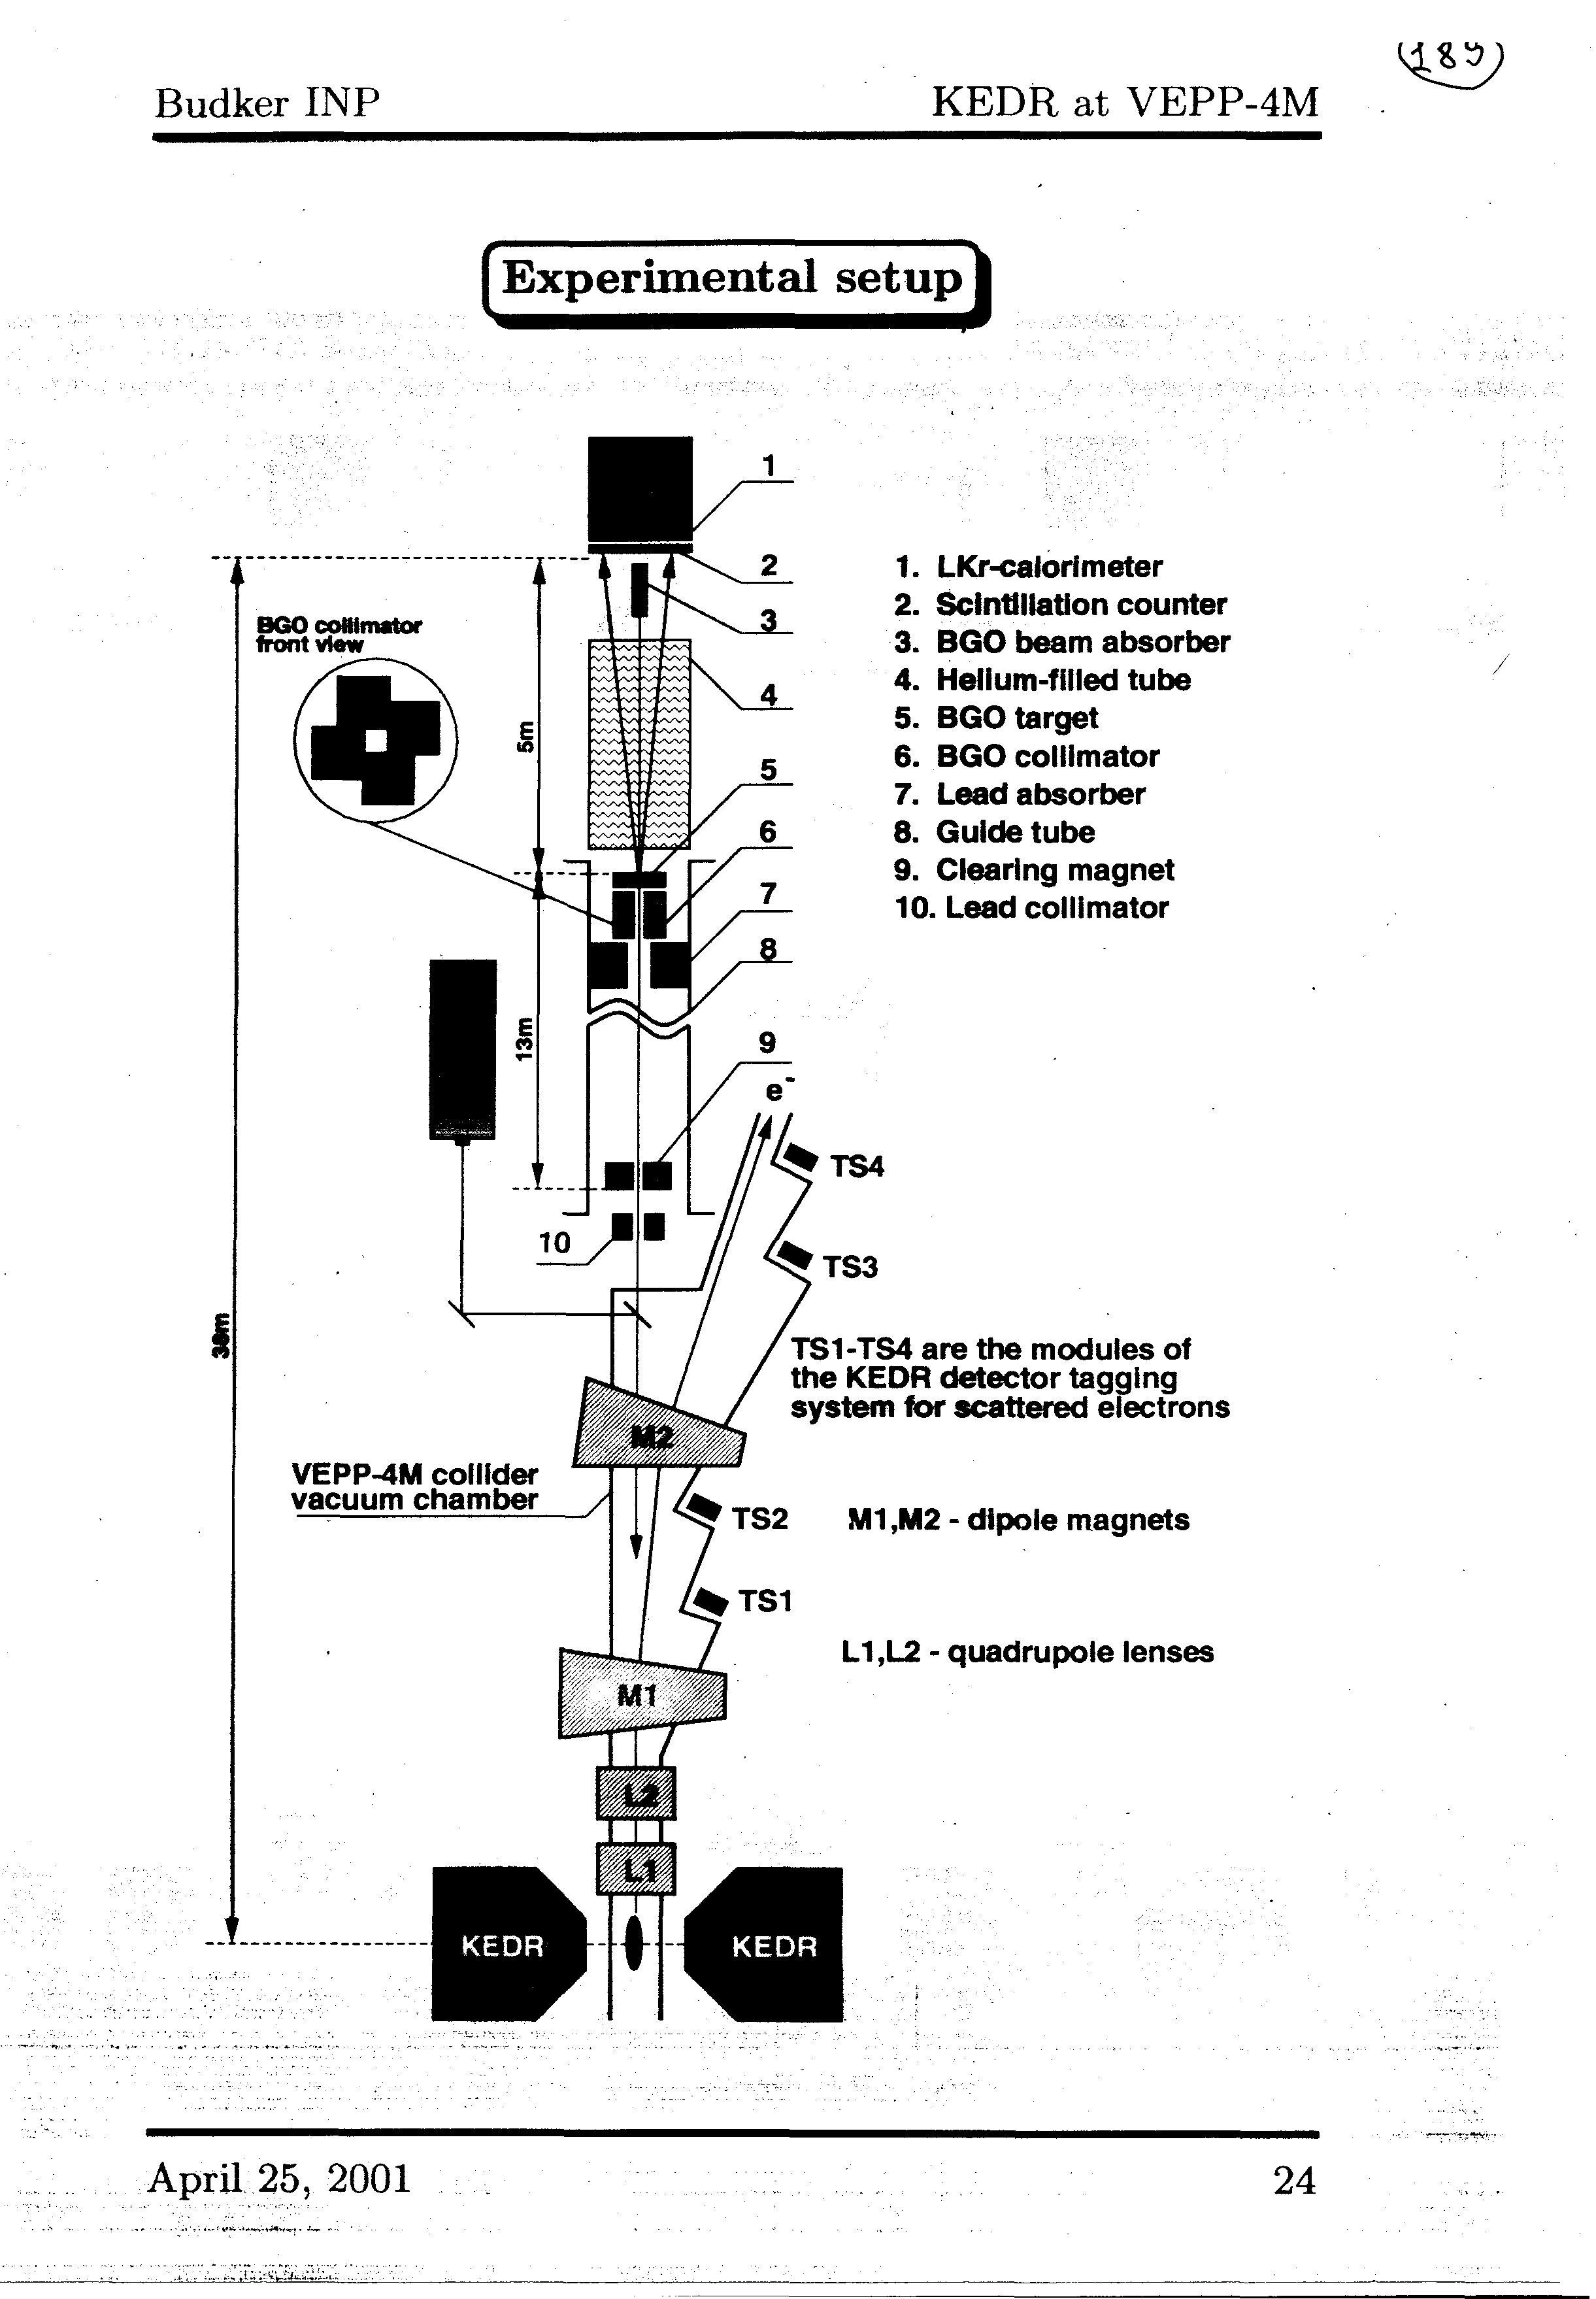 (189)
Budker INP KEDR at VEPP-4M
Experimental setup
1
2
3
4
5
6
7
8
9
10
1. LKr-calorimeter
2. Scintillation counter
3. BGO beam absorber
4. Helium-filled tube
5. BGO target
6. BGO collimator
7. Lead absorber
8. Guide tube
9. Clearing magnet
10. Lead collimator
BGO collimator
front view
5m
13m
e-
TS4
TS3
TS1-TS4 are the modules of
the KEDR detector tagging
system for scattered electrons
M2
VEPP-4M collider
vacuum chamber
TS2
M1,M2 - dipole magnets
TS1
L1,L2 - quadrupole lenses
M1
L2
L1
KEDR KEDR
April 25, 2001 24